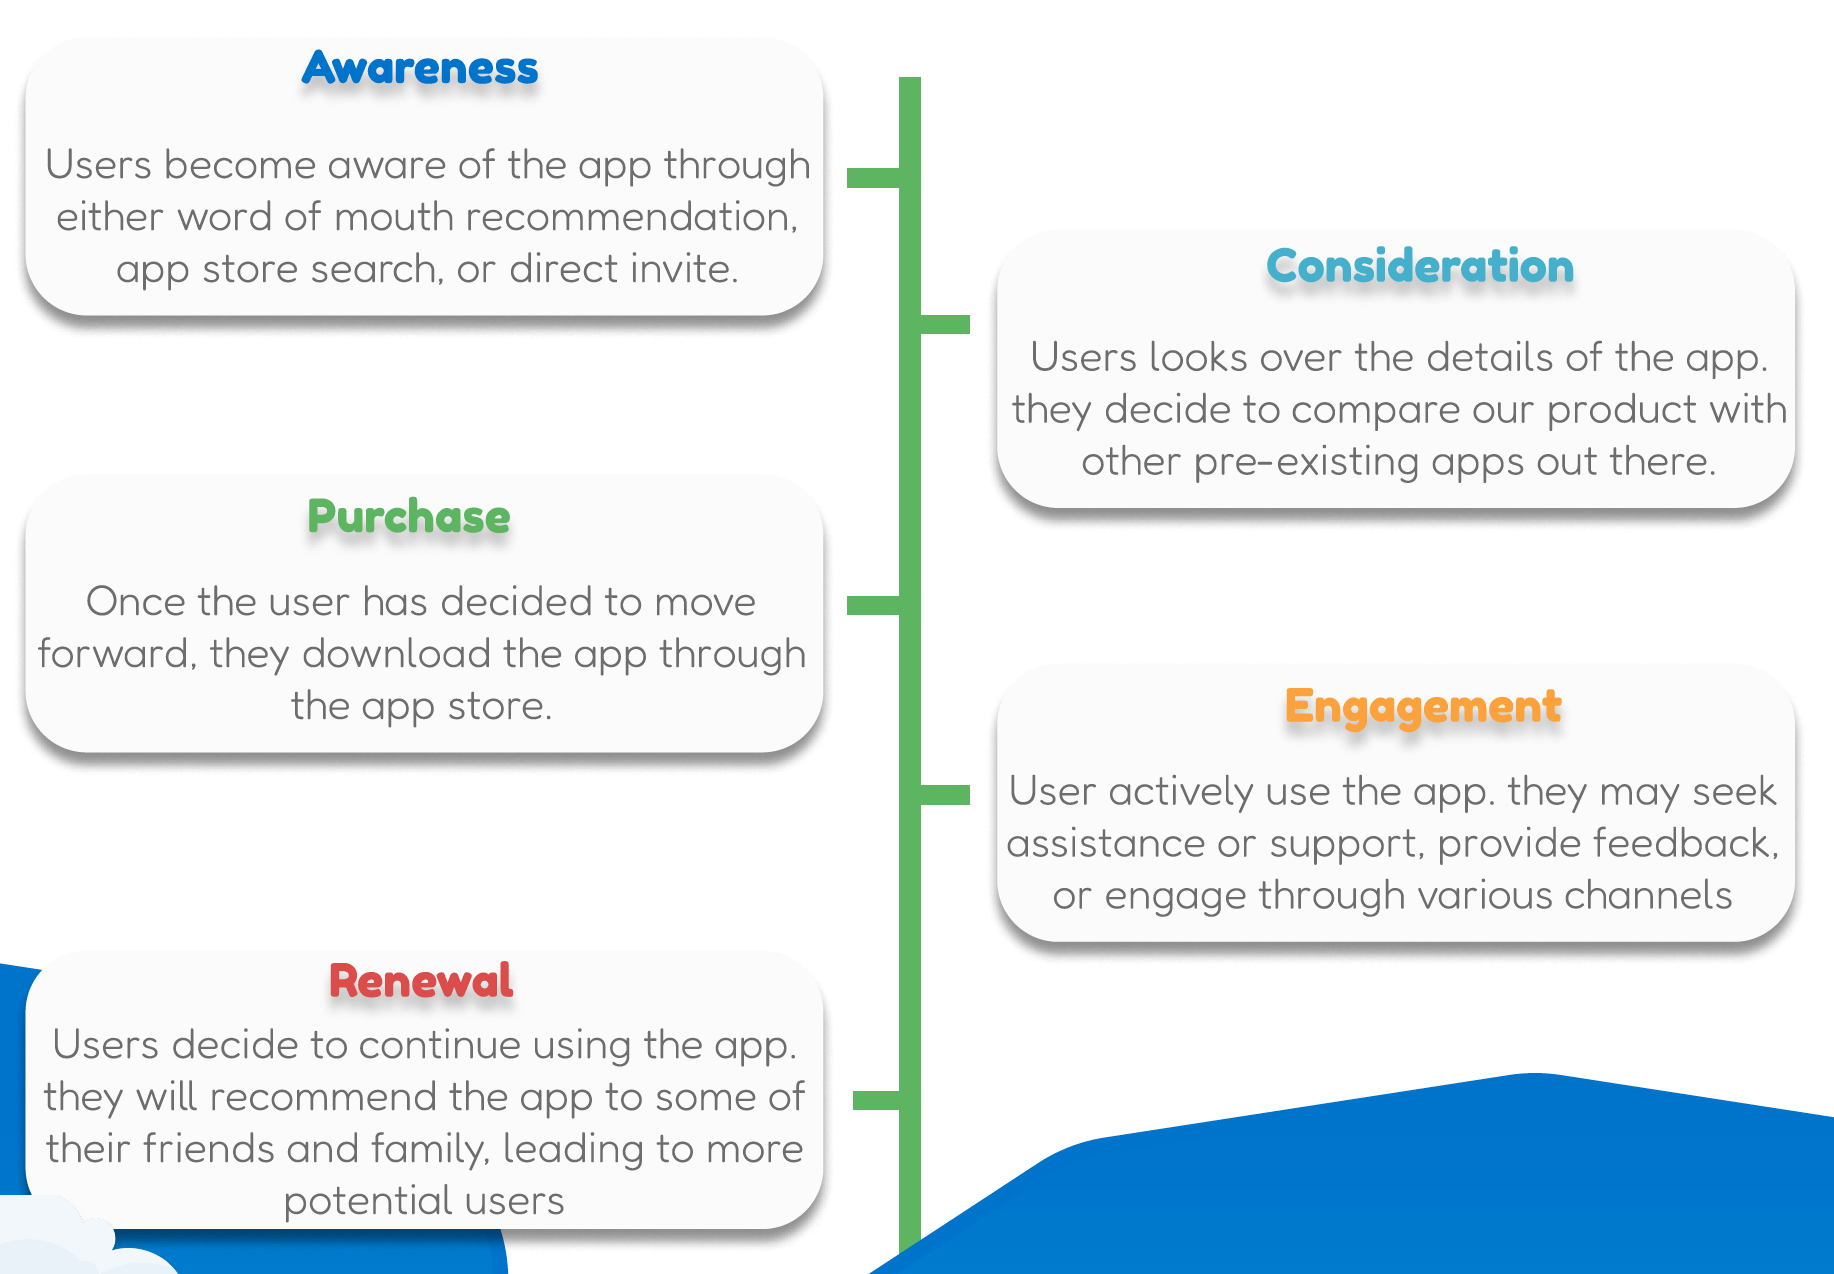 Awareness
Users become aware of the app through
either word of mouth recommendation,
app store search, or direct invite.
Consideration
Users looks over the details of the app.
they decide to compare our product with
other pre-existing apps out there.
Purchase
Once the user has decided to move
forward, they download the app through
the app store.
Engagement
User actively use the app. they may seek
assistance or support, provide feedback,
or engage through various channels
Renewal
Users decide to continue using the app.
they will recommend the app to some of
their friends and family, leading to more
potential users